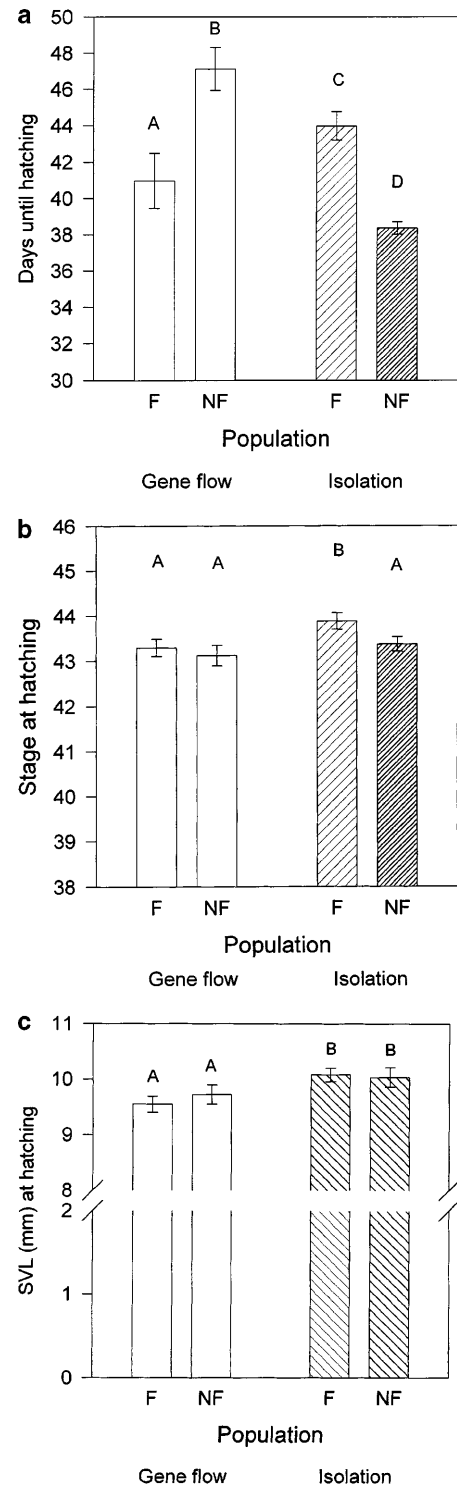 a
Days until hatching
50
48
46
44
42
40
38
36
34
32
30
A
B
C
D
F NF F NF
Population
Gene flow Isolation
b
Stage at hatching
46
45
44
43
42
41
40
39
38
A A B A
F NF F NF
Population
Gene flow Isolation
c
SVL (mm) at hatching
11
10
9
8
2
1
0
A A B B
F NF F NF
Population
Gene flow Isolation